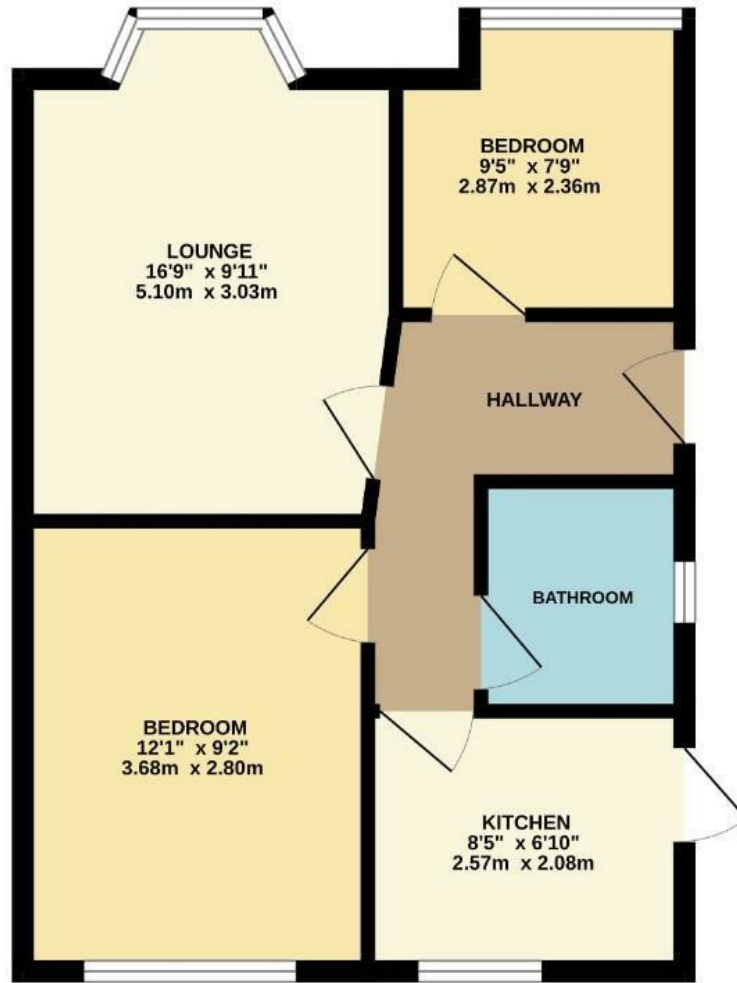 BEDROOM
9'5" x 7'9"
2.87m x 2.36m
LOUNGE
16'9" x 9'11"
5.10m x 3.03m
HALLWAY
BATHROOM
BEDROOM
12'1" x 9'2"
3.68m x 2.80m
KITCHEN
8'5" x 6'10"
2.57m x 2.08m